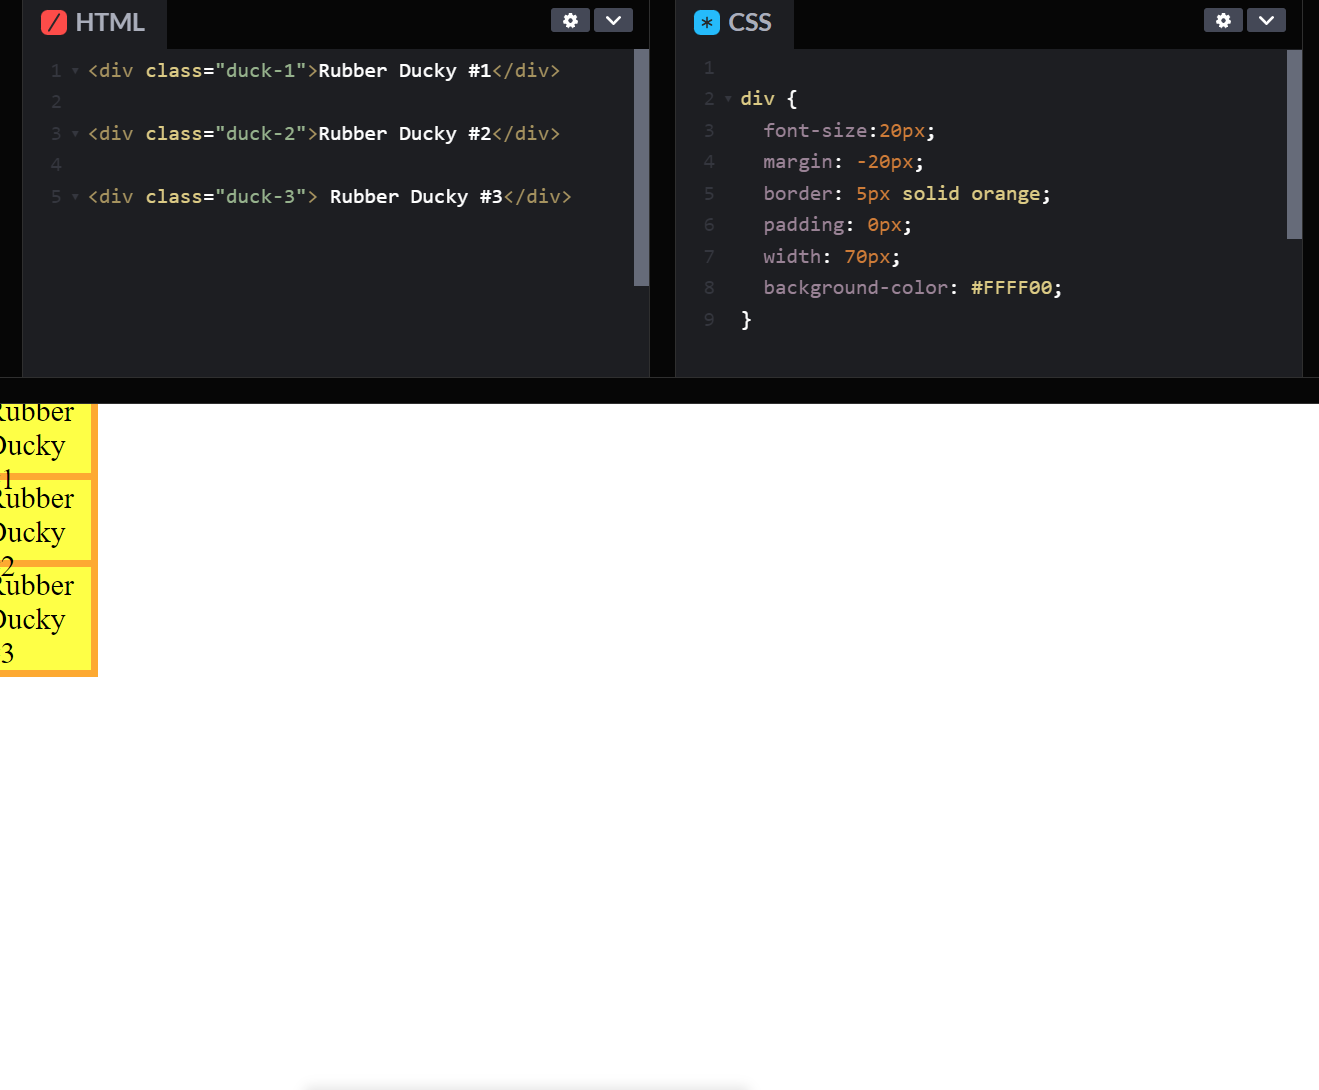 HTML
1 <div class="duck-1">Rubber Ducky #1</div>
2
3 <div class="duck-2">Rubber Ducky #2</div>
4
5 <div class="duck-3"> Rubber Ducky #3</div>
CSS
1
2 div {
3 font-size:20px;
4 margin: -20px;
5 border: 5px solid orange;
6 padding: 0px;
7 width: 70px;
8 background-color: #FFFF00;
9 }
ubber
ucky
1
ubber
ucky
2
ubber
ucky
3